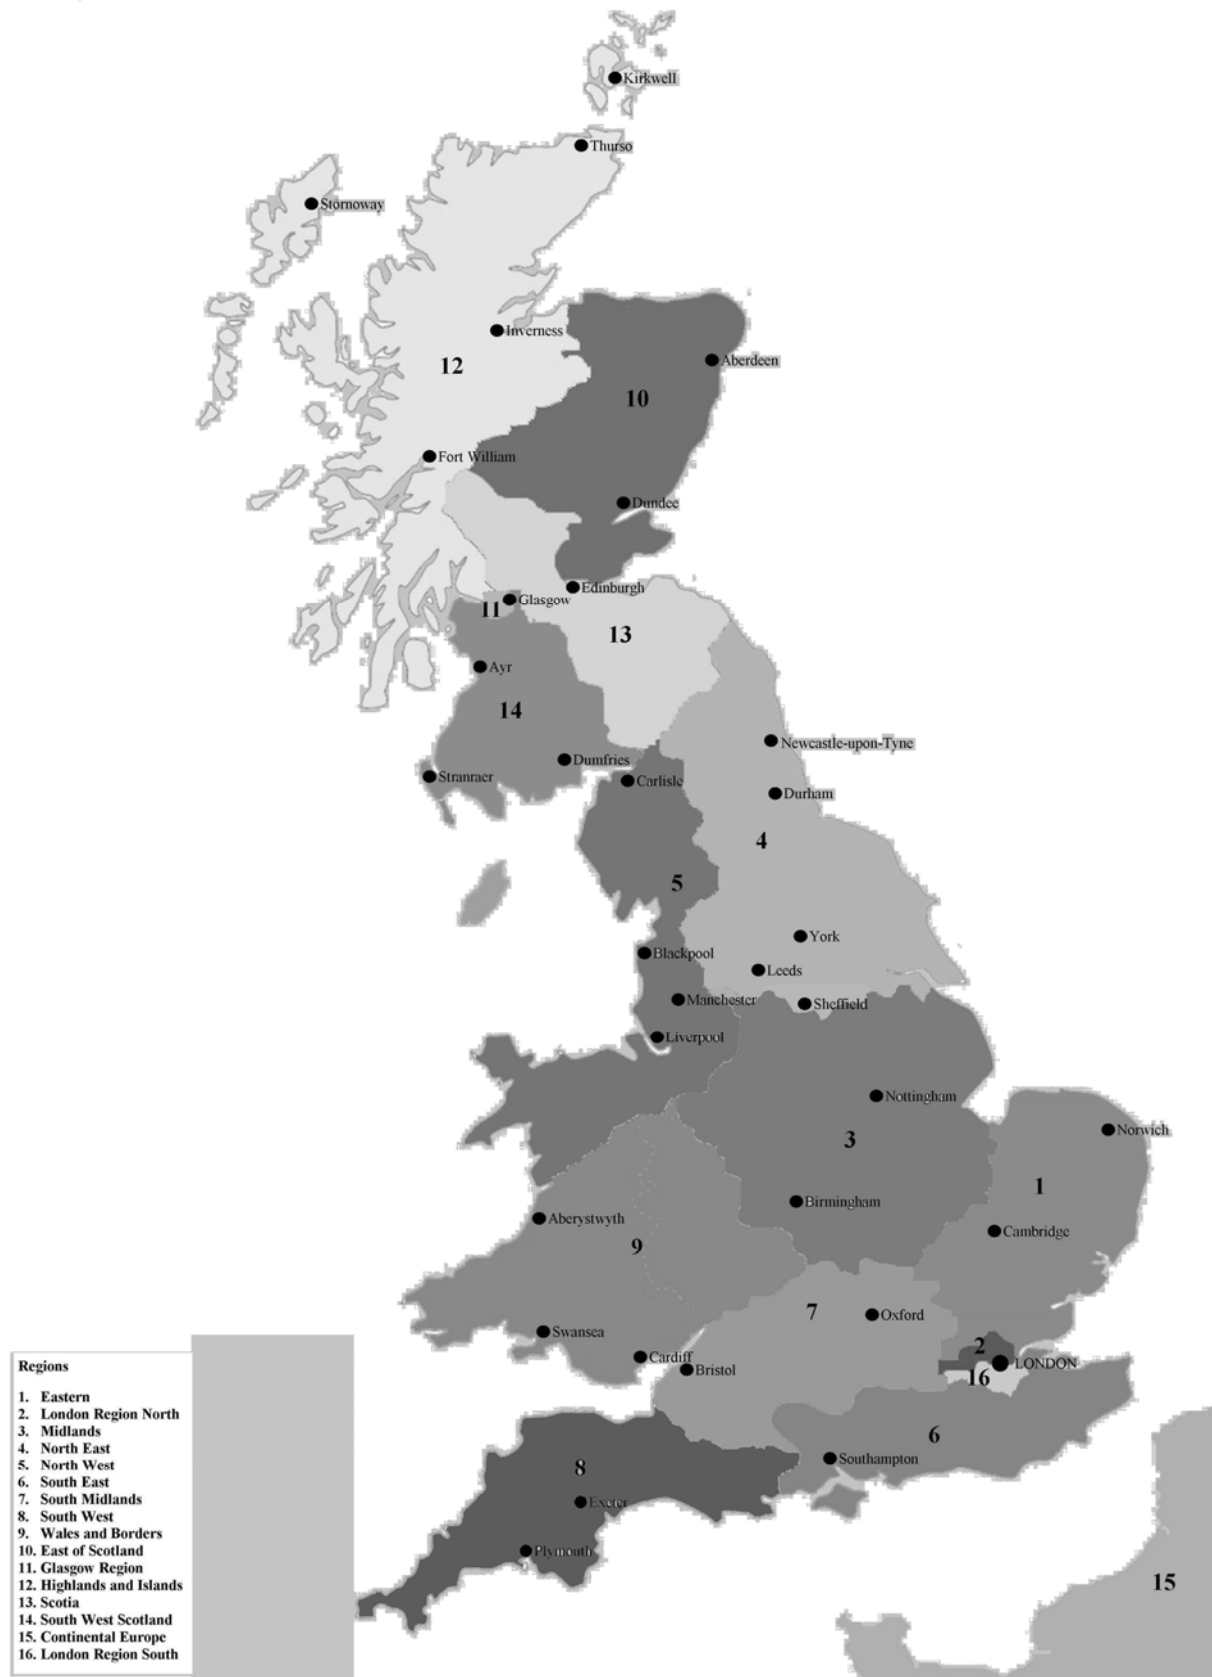 Kirkwell
Thurso
Stornoway
Inverness
Aberdeen
12
10
Fort William
Dundee
Edinburgh
Glasgow
11
13
Ayr
14
Newcastle-upon-Tyne
Dumfries
Stranraer
Carlisle
Durham
4
5
York
Blackpool
Leeds
Manchester
Sheffield
Liverpool
Nottingham
Norwich
3
1
Birmingham
Aberystwyth
Cambridge
9
7
Oxford
Swansea
2
Cardiff
LONDON
Bristol
16
6
Southampton
8
Exeter
Plymouth
15
Regions
1. Eastern
2. London Region North
3. Midlands
4. North East
5. North West
6. South East
7. South Midlands
8. South West
9. Wales and Borders
10. East of Scotland
11. Glasgow Region
12. Highlands and Islands
13. Scotia
14. South West Scotland
15. Continental Europe
16. London Region South